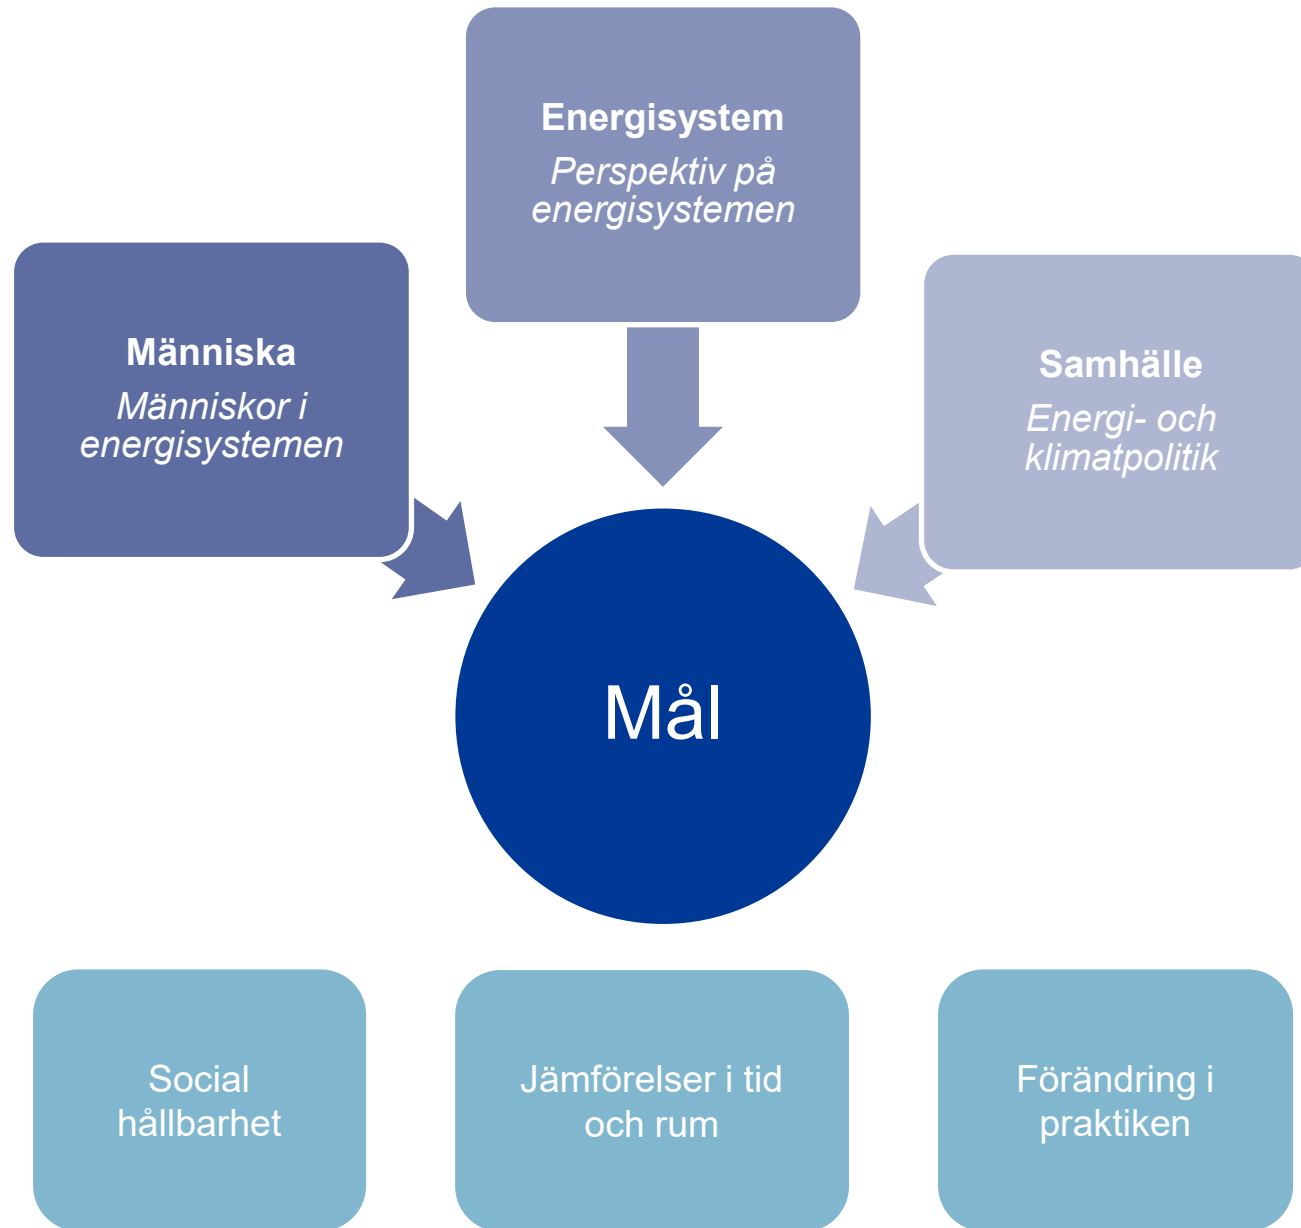 Energisystem
Perspektiv på
energisystemen
Människa
Människor i
energisystemen
Samhälle
Energi- och
klimatpolitik
Mål
Social
hållbarhet
Jämförelser i tid
och rum
Förändring i
praktiken